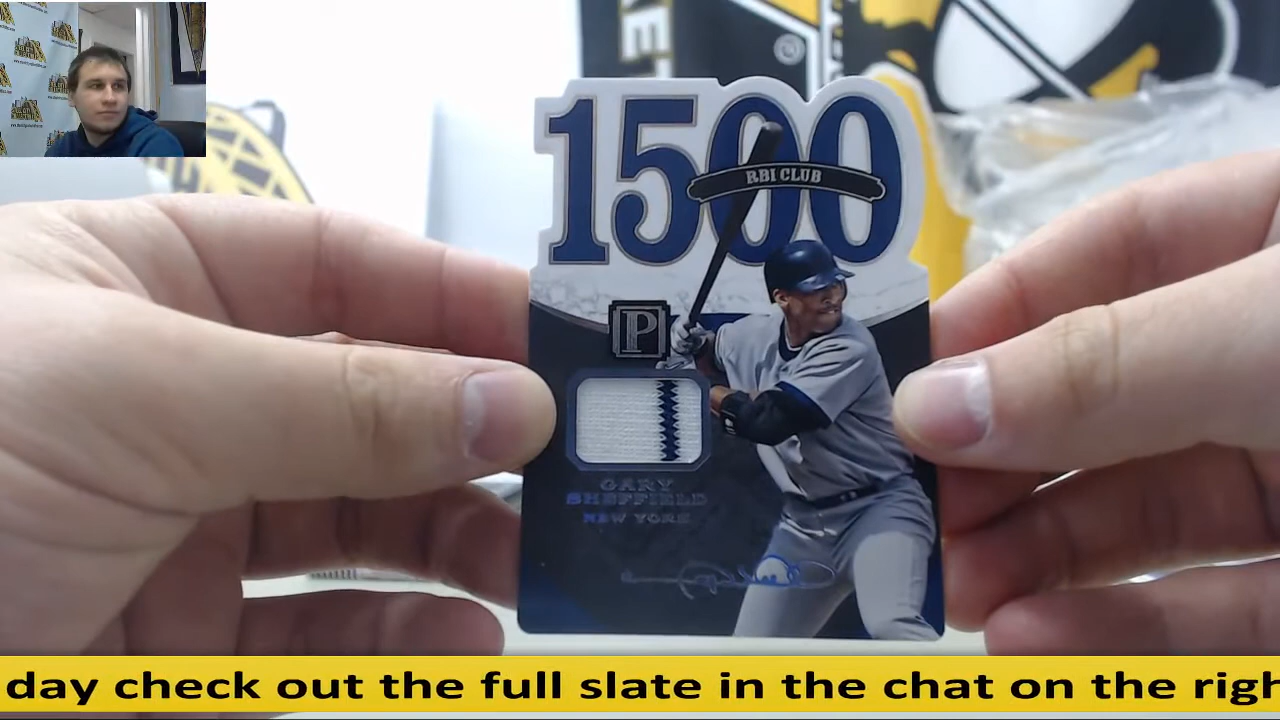 1500
RBI CLUB
P
GARY
SHEFFIELD
NEW YORK
day check out the full slate in the chat on the righ